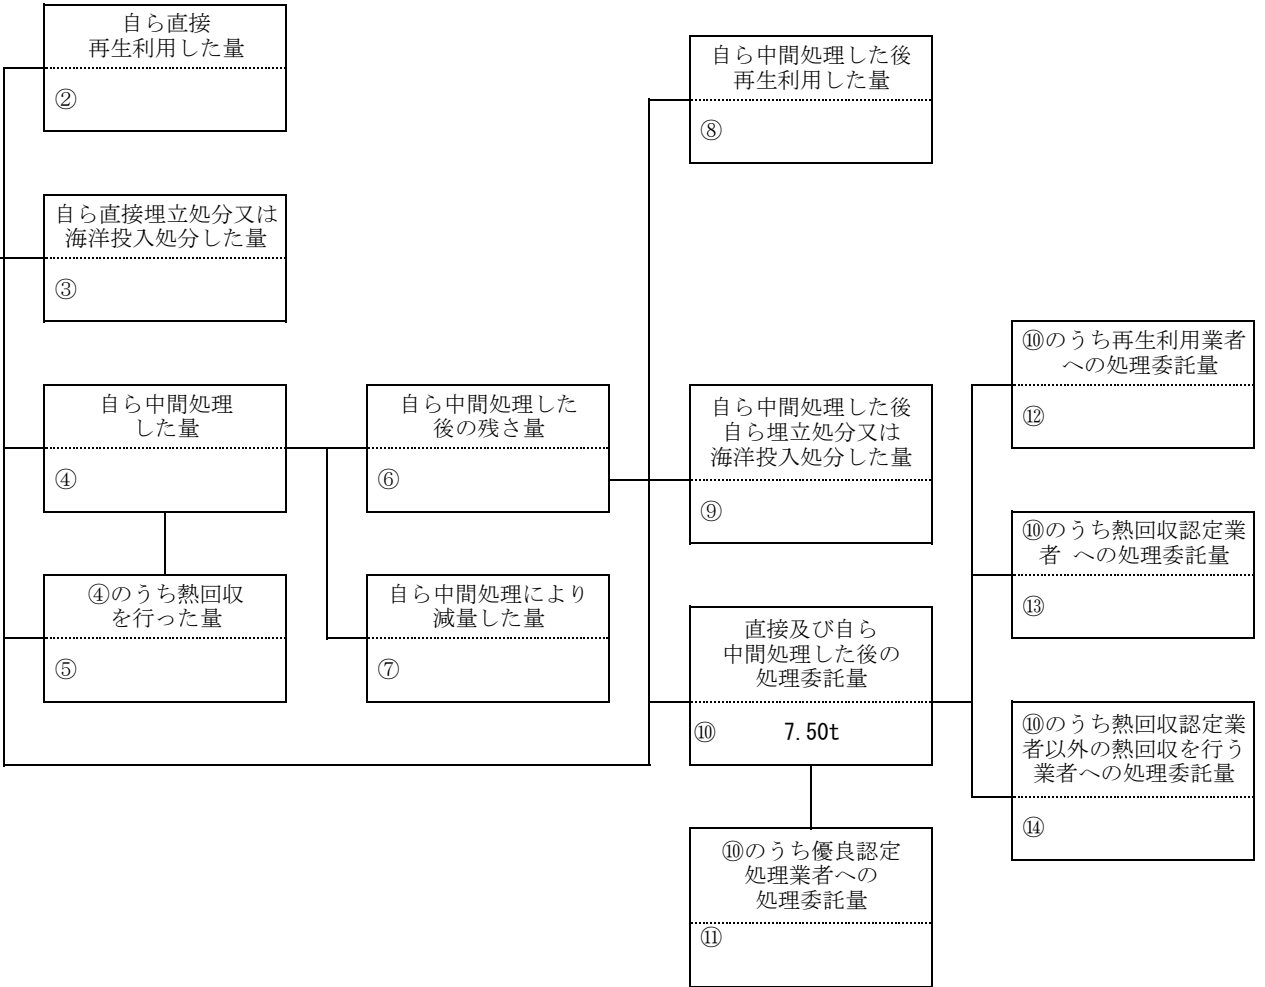 自ら直接
再生利用した量
②
自ら直接埋立処分又は
海洋投入処分した量
③
自ら中間処理
した量
④
④のうち熱回収
を行った量
⑤
自ら中間処理した
後の残さ量
⑥
自ら中間処理により
減量した量
⑦
自ら中間処理した後
再生利用した量
⑧
自ら中間処理した後
自ら埋立処分又は
海洋投入処分した量
⑨
直接及び自ら
中間処理した後の
処理委託量
⑩ 7.50t
⑩のうち優良認定
処理業者への
処理委託量
⑪
⑩のうち再生利用業者
への処理委託量
⑫
⑩のうち熱回収認定業
者 への処理委託量
⑬
⑩のうち熱回収認定業
者以外の熱回収を行う
業者への処理委託量
⑭